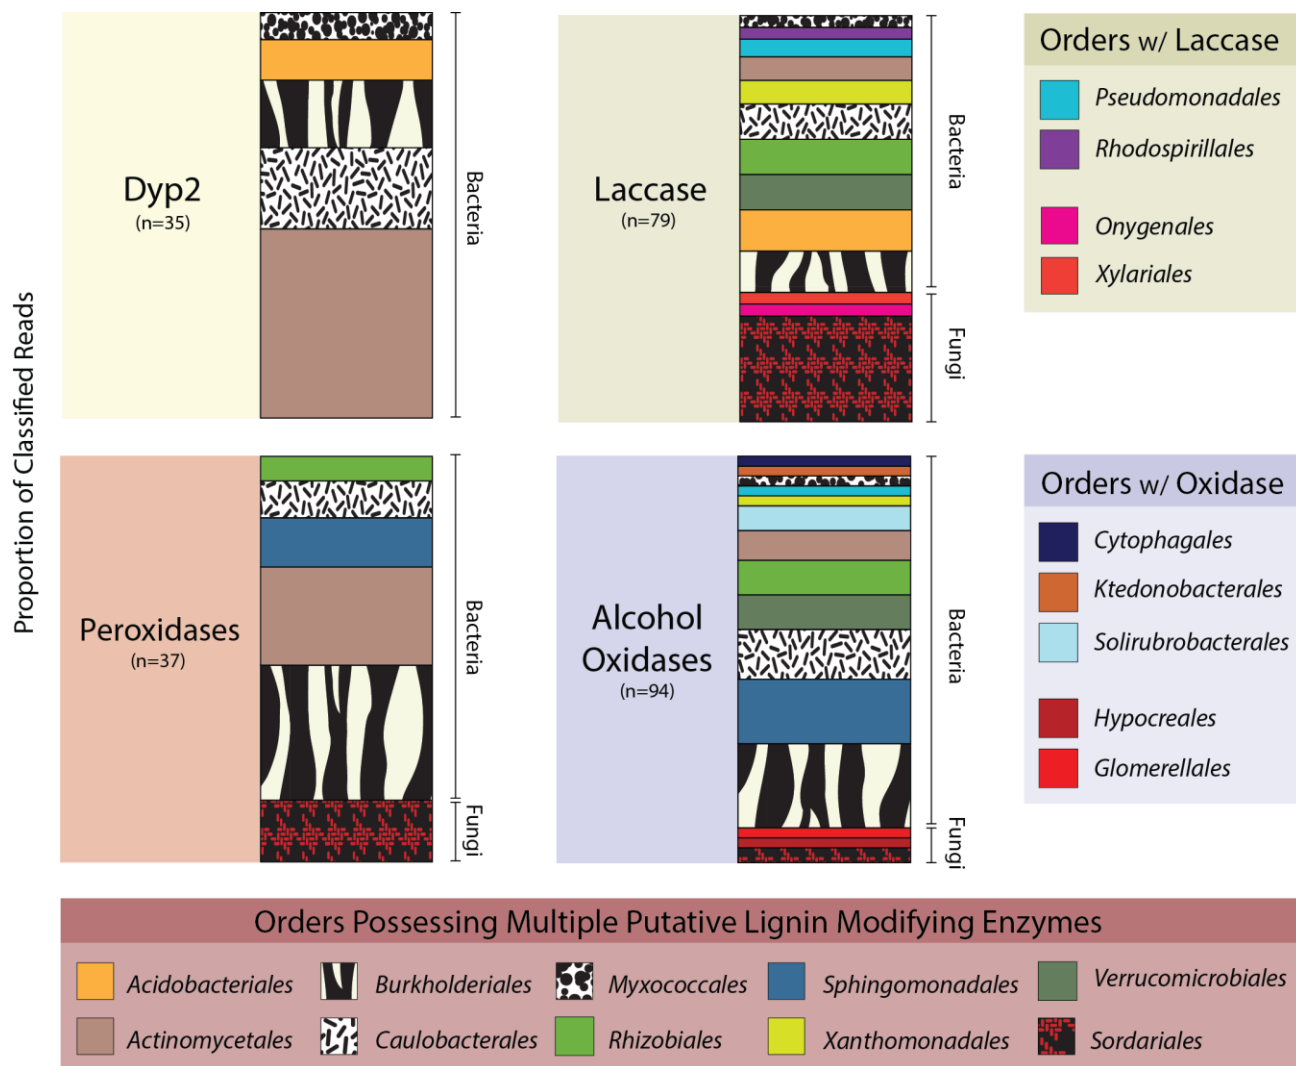 Proportion of Classified Reads
Dyp2
(n=35)
Bacteria
Laccase
(n=79)
Bacteria
Fungi
Orders w/ Laccase
Pseudomonadales
Rhodospirillales
Onygenales
Xylariales
Peroxidases
(n=37)
Bacteria
Fungi
Alcohol
Oxidases
(n=94)
Bacteria
Fungi
Orders w/ Oxidase
Cytophagales
Ktedonobacterales
Solirubrobacterales
Hypocreales
Glomerellales
Orders Possessing Multiple Putative Lignin Modifying Enzymes
Acidobacteriales
Burkholderiales
Myxococcales
Sphingomonadales
Verrucomicrobiales
Actinomycetales
Caulobacterales
Rhizobiales
Xanthomonadales
Sordariales